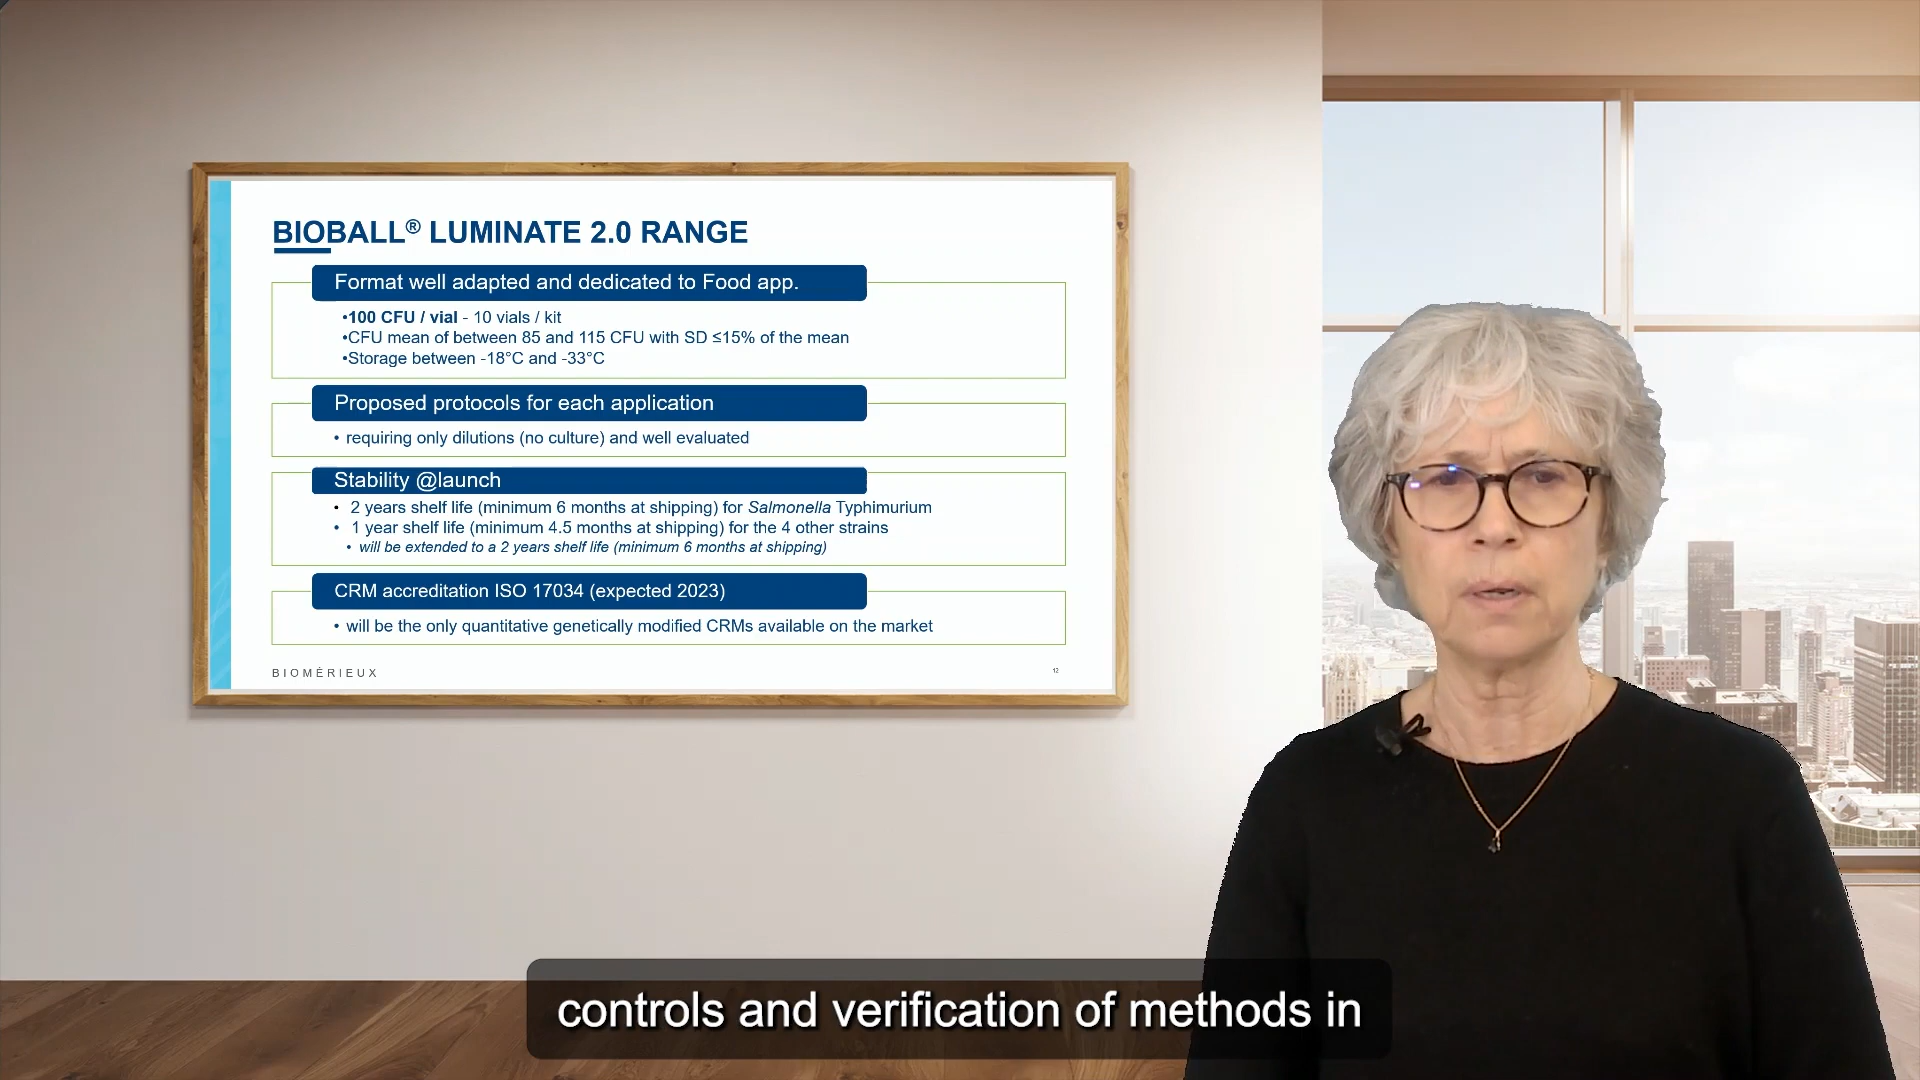 BIOBALL® LUMINATE 2.0 RANGE
Format well adapted and dedicated to Food app.
•100 CFU / vial - 10 vials / kit
•CFU mean of between 85 and 115 CFU with SD ≤15% of the mean
•Storage between -18°C and -33°C
Proposed protocols for each application
• requiring only dilutions (no culture) and well evaluated
Stability @launch
• 2 years shelf life (minimum 6 months at shipping) for Salmonella Typhimurium
• 1 year shelf life (minimum 4.5 months at shipping) for the 4 other strains
• will be extended to a 2 years shelf life (minimum 6 months at shipping)
CRM accreditation ISO 17034 (expected 2023)
• will be the only quantitative genetically modified CRMs available on the market
BIOMÉRIEUX
12
controls and verification of methods in